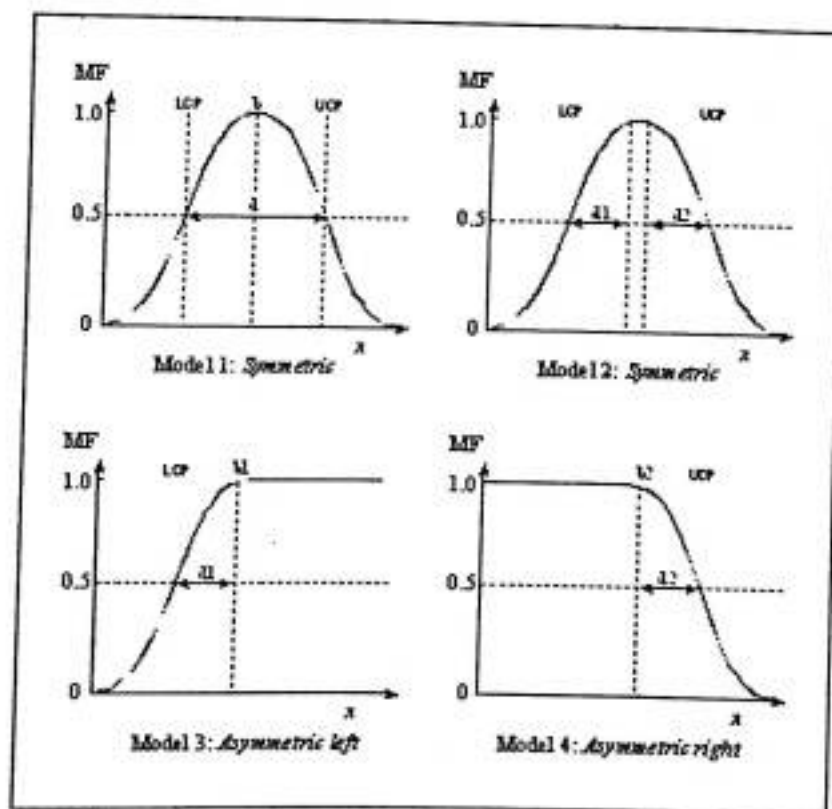 MF
LCP b UCP
1.0
0.5
0
x
Model 1: Symmetric
MF
LCP UCP
1.0
d1 d2
0.5
0
x
Model 2: Symmetric
MF
LCP b1
1.0
d1
0.5
0
x
Model 3: Asymmetric left
MF
b2 UCP
1.0
d2
0.5
0
x
Model 4: Asymmetric right